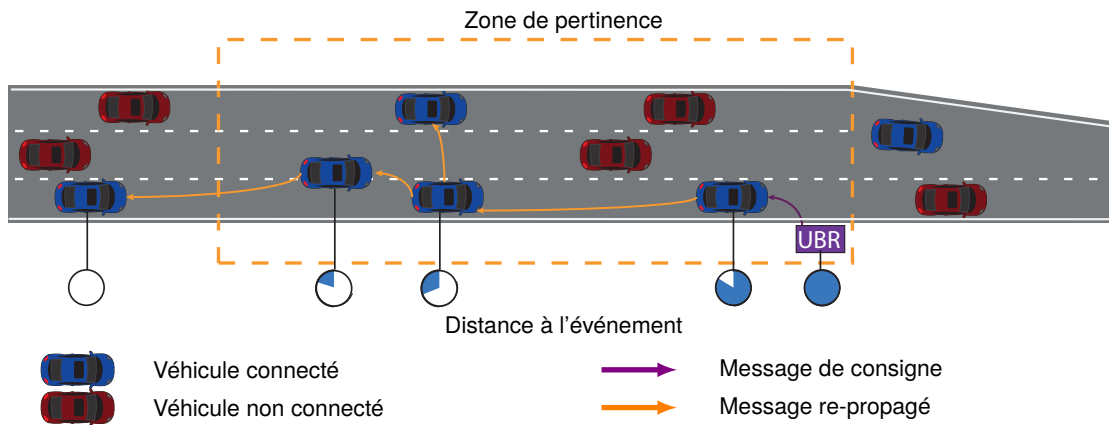 Zone de pertinence
UBR
Distance à l'événement
Véhicule connecté
Message de consigne
Véhicule non connecté
Message re-propagé